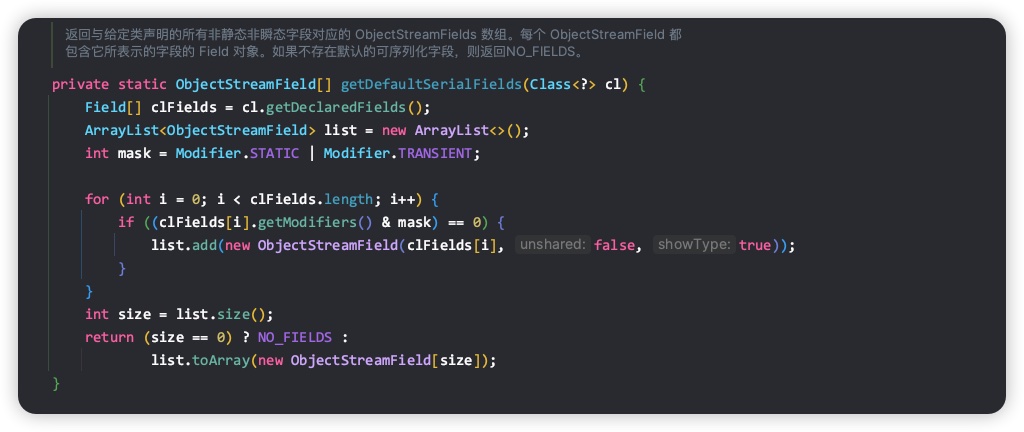 返回与给定类声明的所有非静态非瞬态字段对应的 ObjectStreamFields 数组。每个 ObjectStreamField 都
包含它所表示的字段的 Field 对象。如果不存在默认的可序列化字段，则返回NO_FIELDS。
private static ObjectStreamField[] getDefaultSerialFields(Class<?> cl) {
    Field[] clFields = cl.getDeclaredFields();
    ArrayList<ObjectStreamField> list = new ArrayList<>();
    int mask = Modifier.STATIC | Modifier.TRANSIENT;

    for (int i = 0; i < clFields.length; i++) {
        if ((clFields[i].getModifiers() & mask) == 0) {
            list.add(new ObjectStreamField(clFields[i], unshared: false, showType: true));
        }
    }
    int size = list.size();
    return (size == 0) ? NO_FIELDS :
            list.toArray(new ObjectStreamField[size]);
}